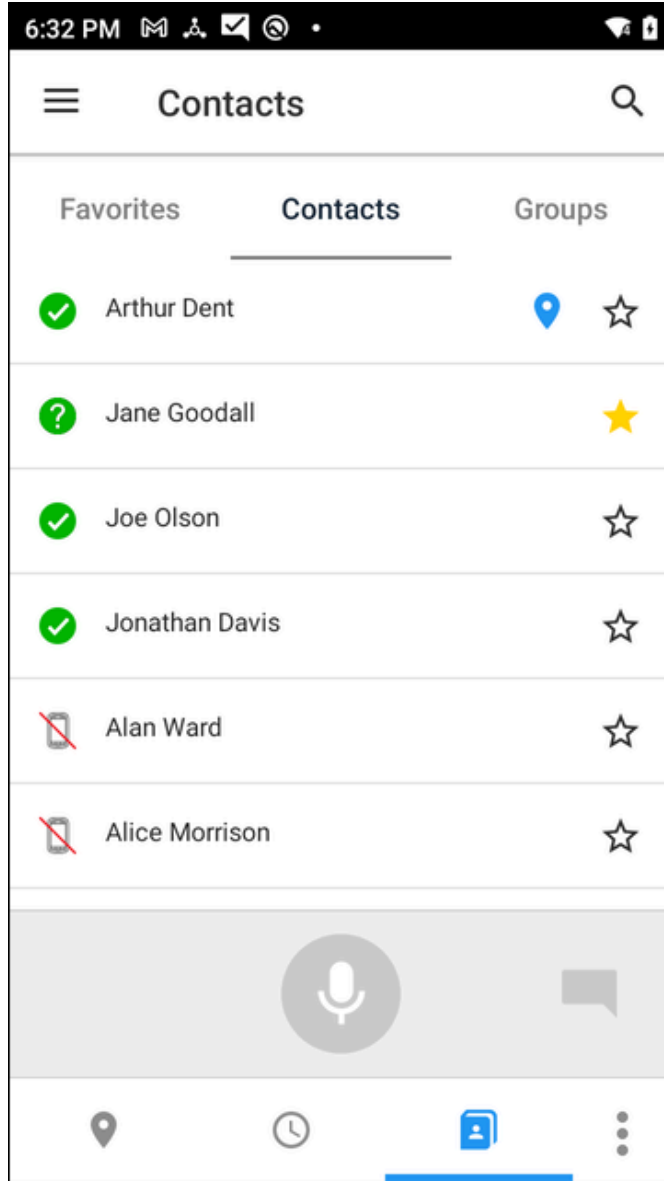 6:32 PM
Contacts
Favorites Contacts Groups
Arthur Dent
Jane Goodall
Joe Olson
Jonathan Davis
Alan Ward
Alice Morrison